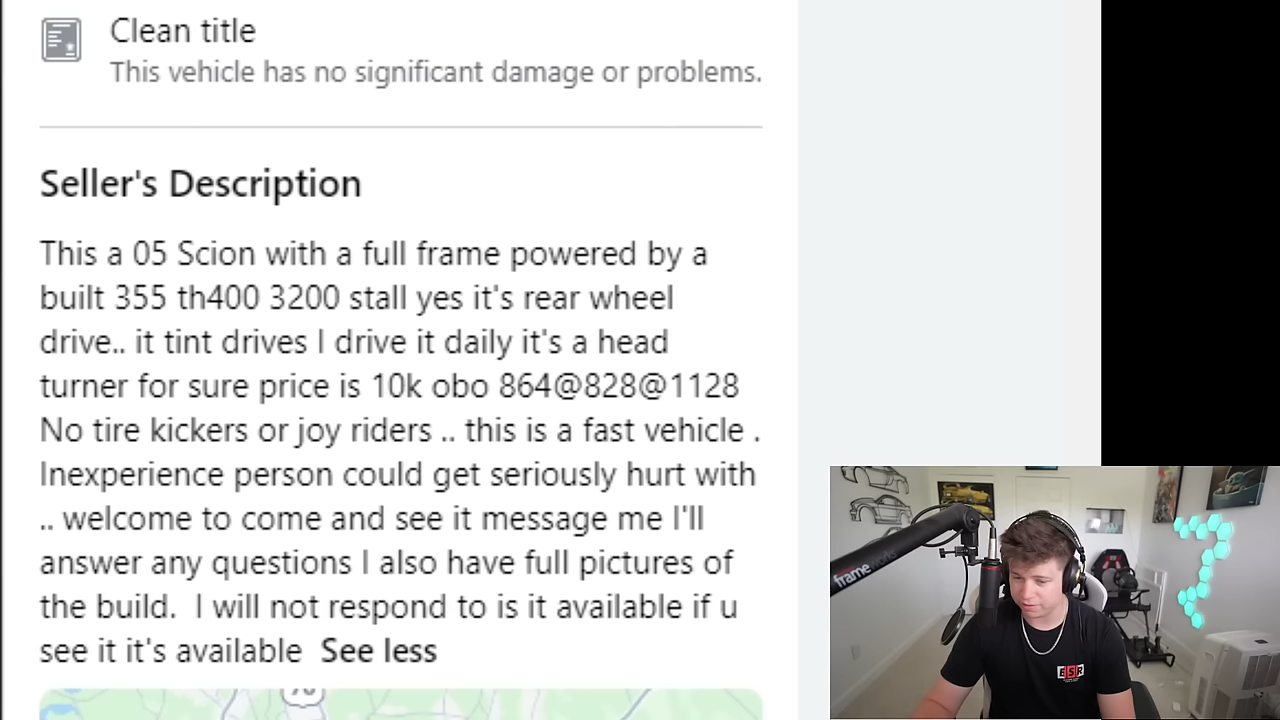 Clean title
This vehicle has no significant damage or problems.
Seller's Description
This a 05 Scion with a full frame powered by a
built 355 th400 3200 stall yes it's rear wheel
drive.. it tint drives I drive it daily it's a head
turner for sure price is 10k obo 864@828@1128
No tire kickers or joy riders .. this is a fast vehicle .
Inexperience person could get seriously hurt with
.. welcome to come and see it message me I'll
answer any questions I also have full pictures of
the build.  I will not respond to is it available if u
see it it's available See less
frame
ESR